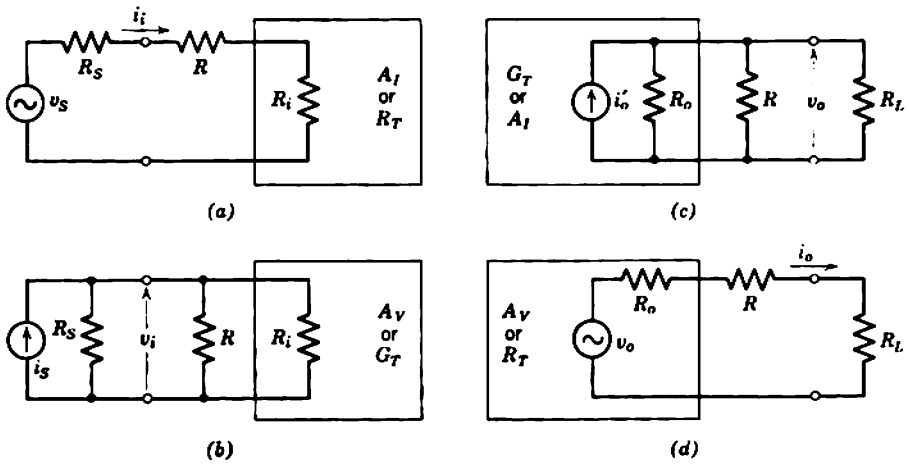 i_i
R_S
R
v_S
R_i
A_I
or
R_T
(a)
G_T
or
A_I
i_o′
R_o
R
v_o
R_L
(c)
i_S
R_S
v_i
R
R_i
A_V
or
G_T
(b)
A_V
or
R_T
v_o
R_o
R
i_o
R_L
(d)